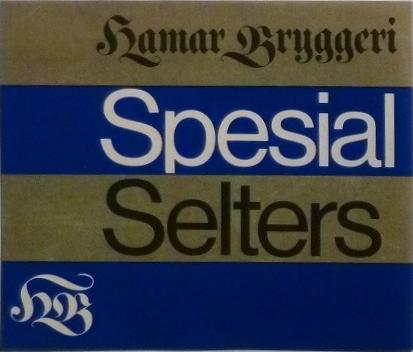 Hamar Bryggeri
Spesial
Selters
HB